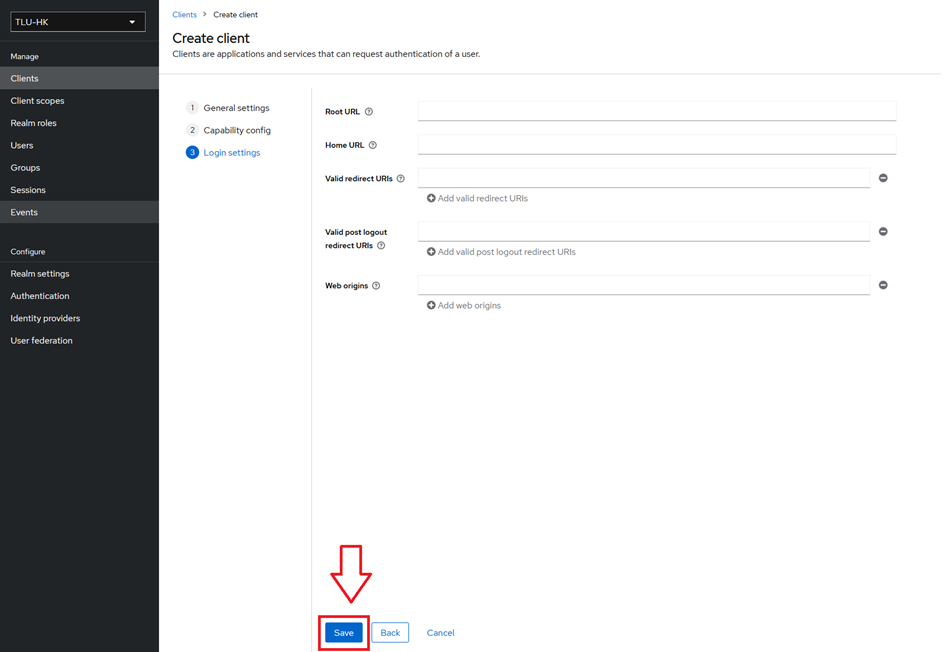 TLU-HK
Manage
Clients
Client scopes
Realm roles
Users
Groups
Sessions
Events
Configure
Realm settings
Authentication
Identity providers
User federation
Clients > Create client
Create client
Clients are applications and services that can request authentication of a user.
1 General settings
2 Capability config
3 Login settings
Root URL
Home URL
Valid redirect URIs
Add valid redirect URIs
Valid post logout
redirect URIs
Add valid post logout redirect URIs
Web origins
Add web origins
Save Back Cancel